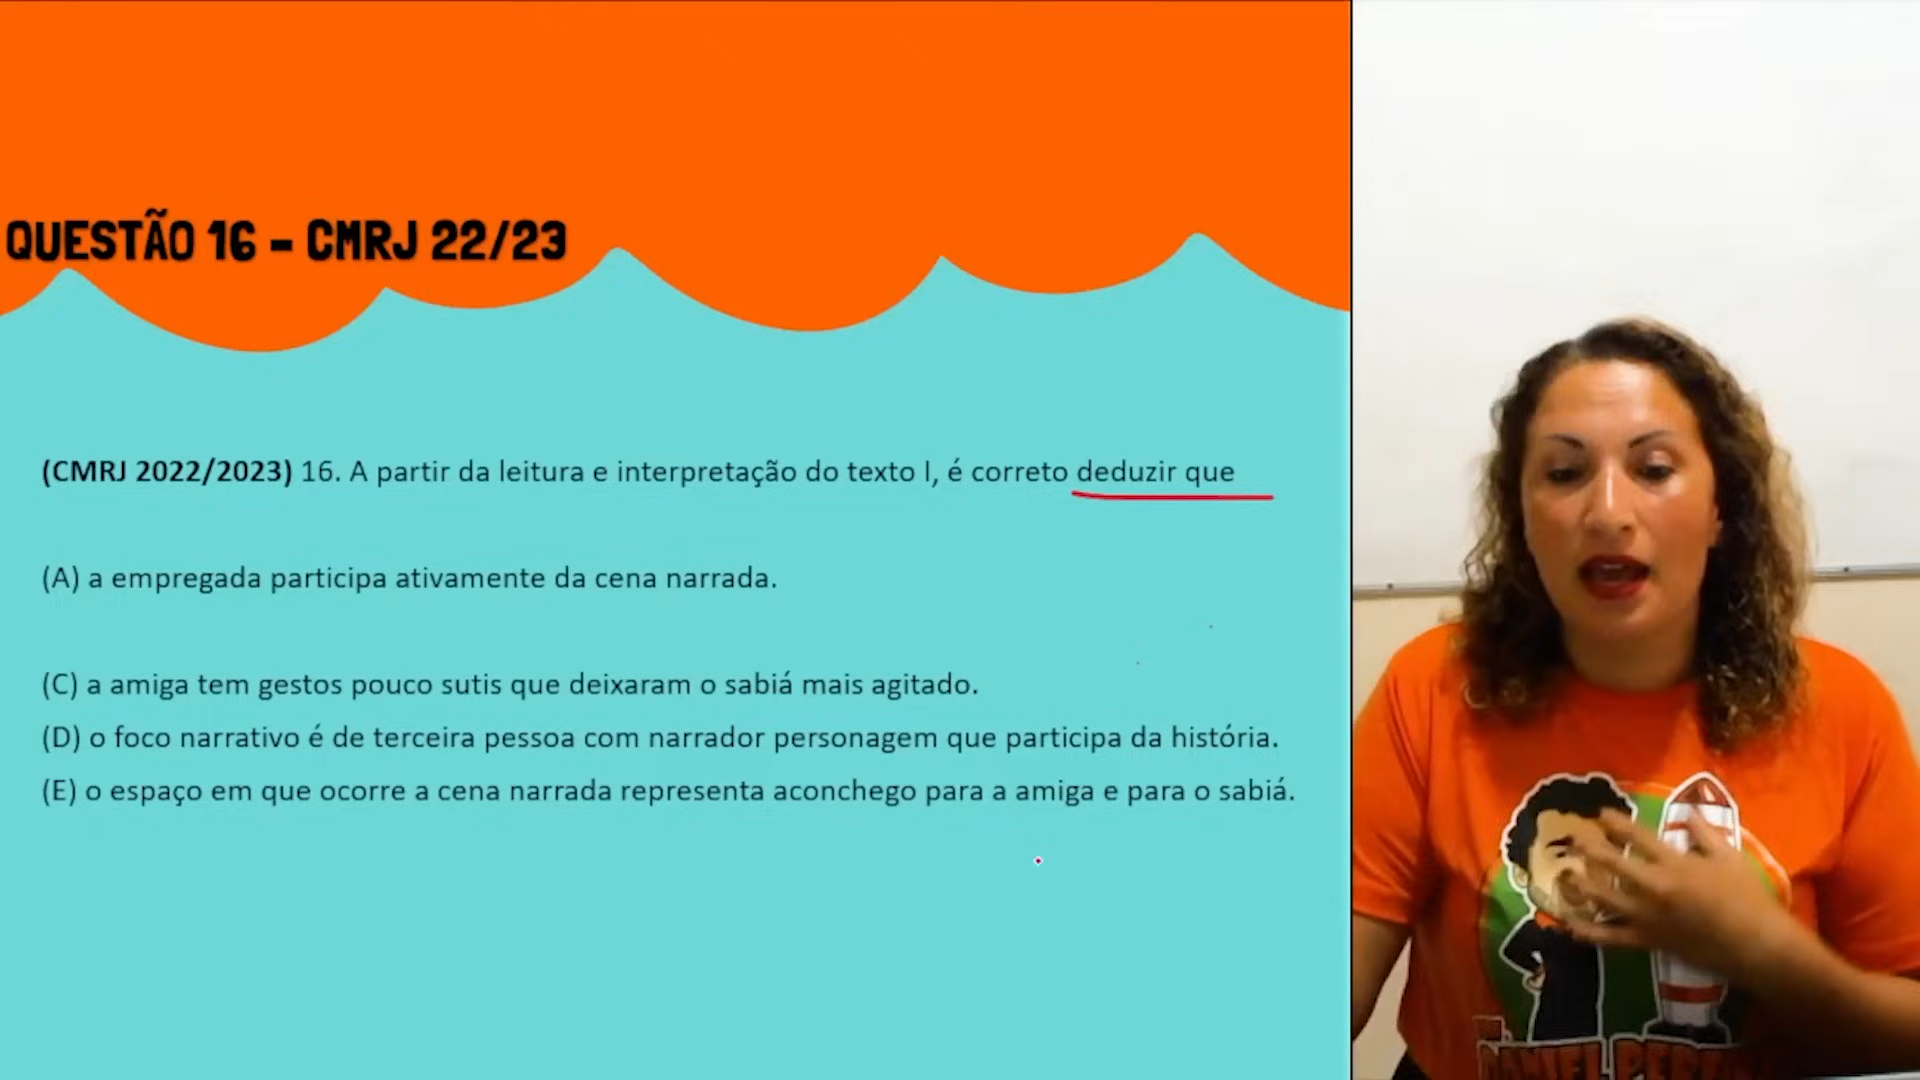 QUESTÃO 16 - CMRJ 22/23
(CMRJ 2022/2023) 16. A partir da leitura e interpretação do texto I, é correto deduzir que
(A) a empregada participa ativamente da cena narrada.
(C) a amiga tem gestos pouco sutis que deixaram o sabiá mais agitado.
(D) o foco narrativo é de terceira pessoa com narrador personagem que participa da história.
(E) o espaço em que ocorre a cena narrada representa aconchego para a amiga e para o sabiá.
DANIEL